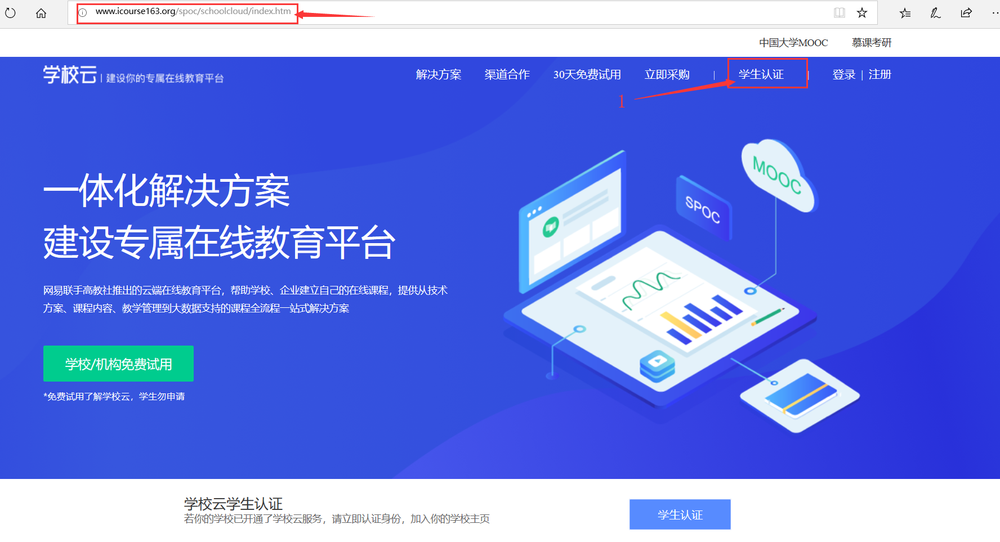 www.icourse163.org/spoc/schoolcloud/index.htm
中国大学MOOC 慕课考研
学校云 | 建设你的专属在线教育平台
解决方案 渠道合作 30天免费试用 立即采购 | 学生认证 | 登录 | 注册
1
MOOC
SPOC
一体化解决方案
建设专属在线教育平台
网易联手高教社推出的云端在线教育平台，帮助学校、企业建立自己的在线课程，提供从技术
方案、课程内容、教学管理到大数据支持的课程全流程一站式解决方案
学校/机构免费试用
*免费试用了解学校云，学生勿申请
学校云学生认证
若你的学校已开通了学校云服务，请立即认证身份，加入你的学校主页
学生认证